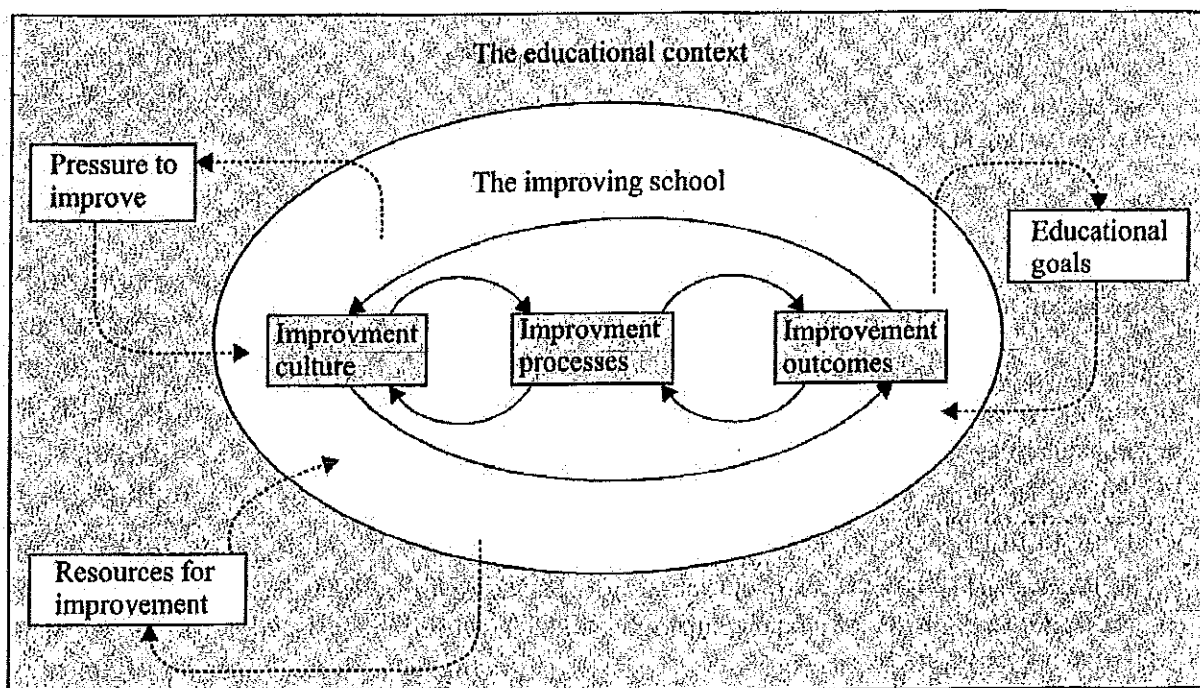 The educational context
Pressure to
improve
The improving school
Educational
goals
Improvment
culture
Improvment
processes
Improvement
outcomes
Resources for
improvement